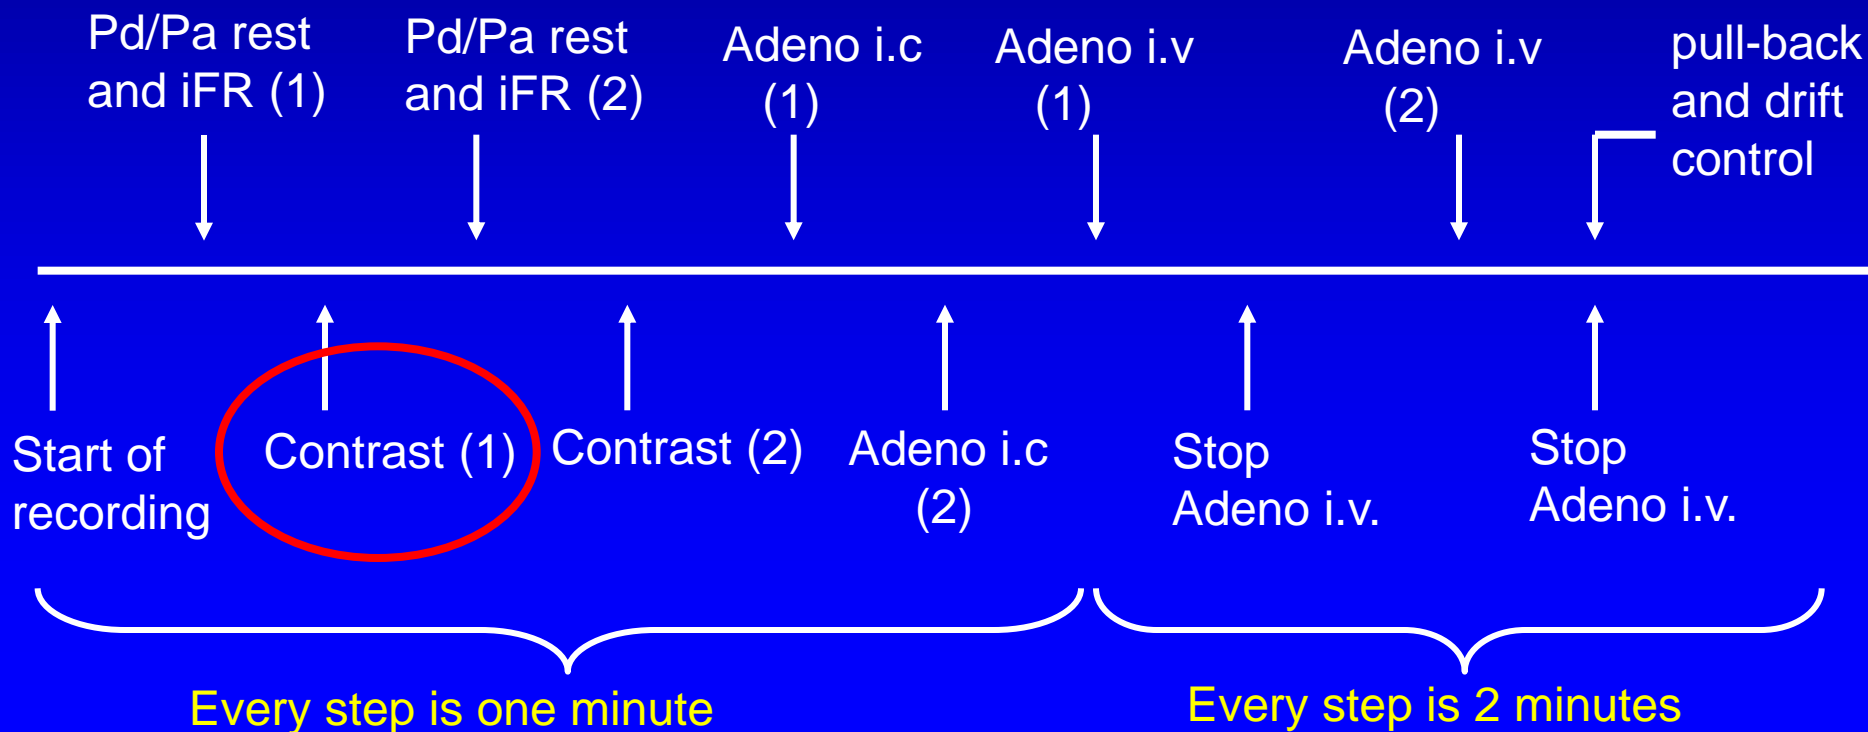 Pd/Pa rest
and iFR (1)
Pd/Pa rest
and iFR (2)
Adeno i.c
(1)
Adeno i.v
(1)
Adeno i.v
(2)
pull-back
and drift
control
Start of
recording
Contrast (1)
Contrast (2)
Adeno i.c
(2)
Stop
Adeno i.v.
Stop
Adeno i.v.
Every step is one minute
Every step is 2 minutes